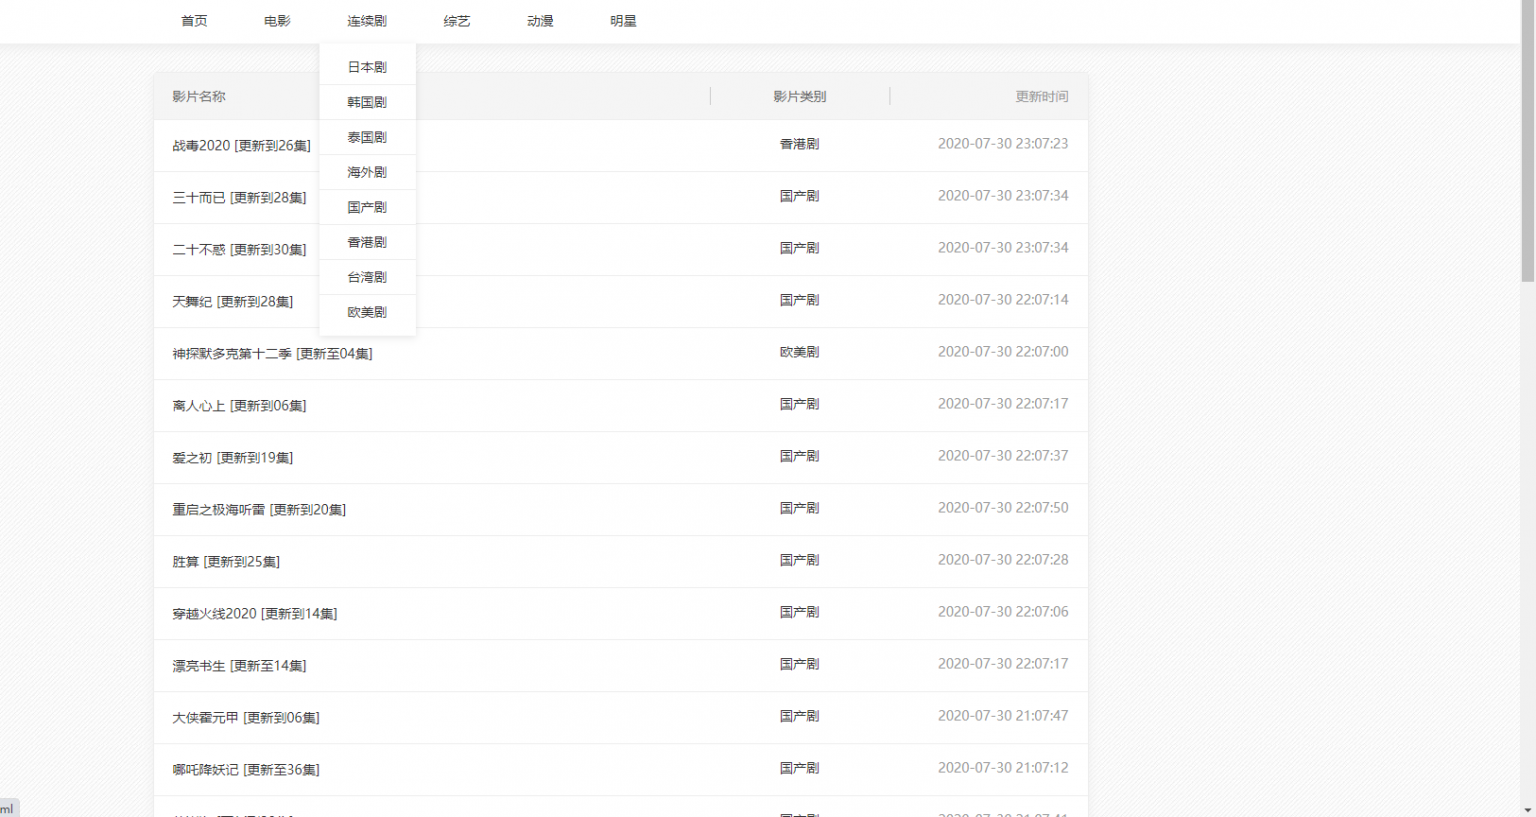 首页 电影 连续剧 综艺 动漫 明星
日本剧
韩国剧
泰国剧
海外剧
国产剧
香港剧
台湾剧
欧美剧
影片名称 影片类别 更新时间
战毒2020 [更新到26集] 香港剧 2020-07-30 23:07:23
三十而已 [更新到28集] 国产剧 2020-07-30 23:07:34
二十不惑 [更新到30集] 国产剧 2020-07-30 23:07:34
天舞纪 [更新到28集] 国产剧 2020-07-30 22:07:14
神探默多克第十二季 [更新至04集] 欧美剧 2020-07-30 22:07:00
离人心上 [更新到06集] 国产剧 2020-07-30 22:07:17
爱之初 [更新到19集] 国产剧 2020-07-30 22:07:37
重启之极海听雷 [更新到20集] 国产剧 2020-07-30 22:07:50
胜算 [更新到25集] 国产剧 2020-07-30 22:07:28
穿越火线2020 [更新到14集] 国产剧 2020-07-30 22:07:06
漂亮书生 [更新至14集] 国产剧 2020-07-30 22:07:17
大侠霍元甲 [更新到06集] 国产剧 2020-07-30 21:07:47
哪吒降妖记 [更新至36集] 国产剧 2020-07-30 21:07:12
ml